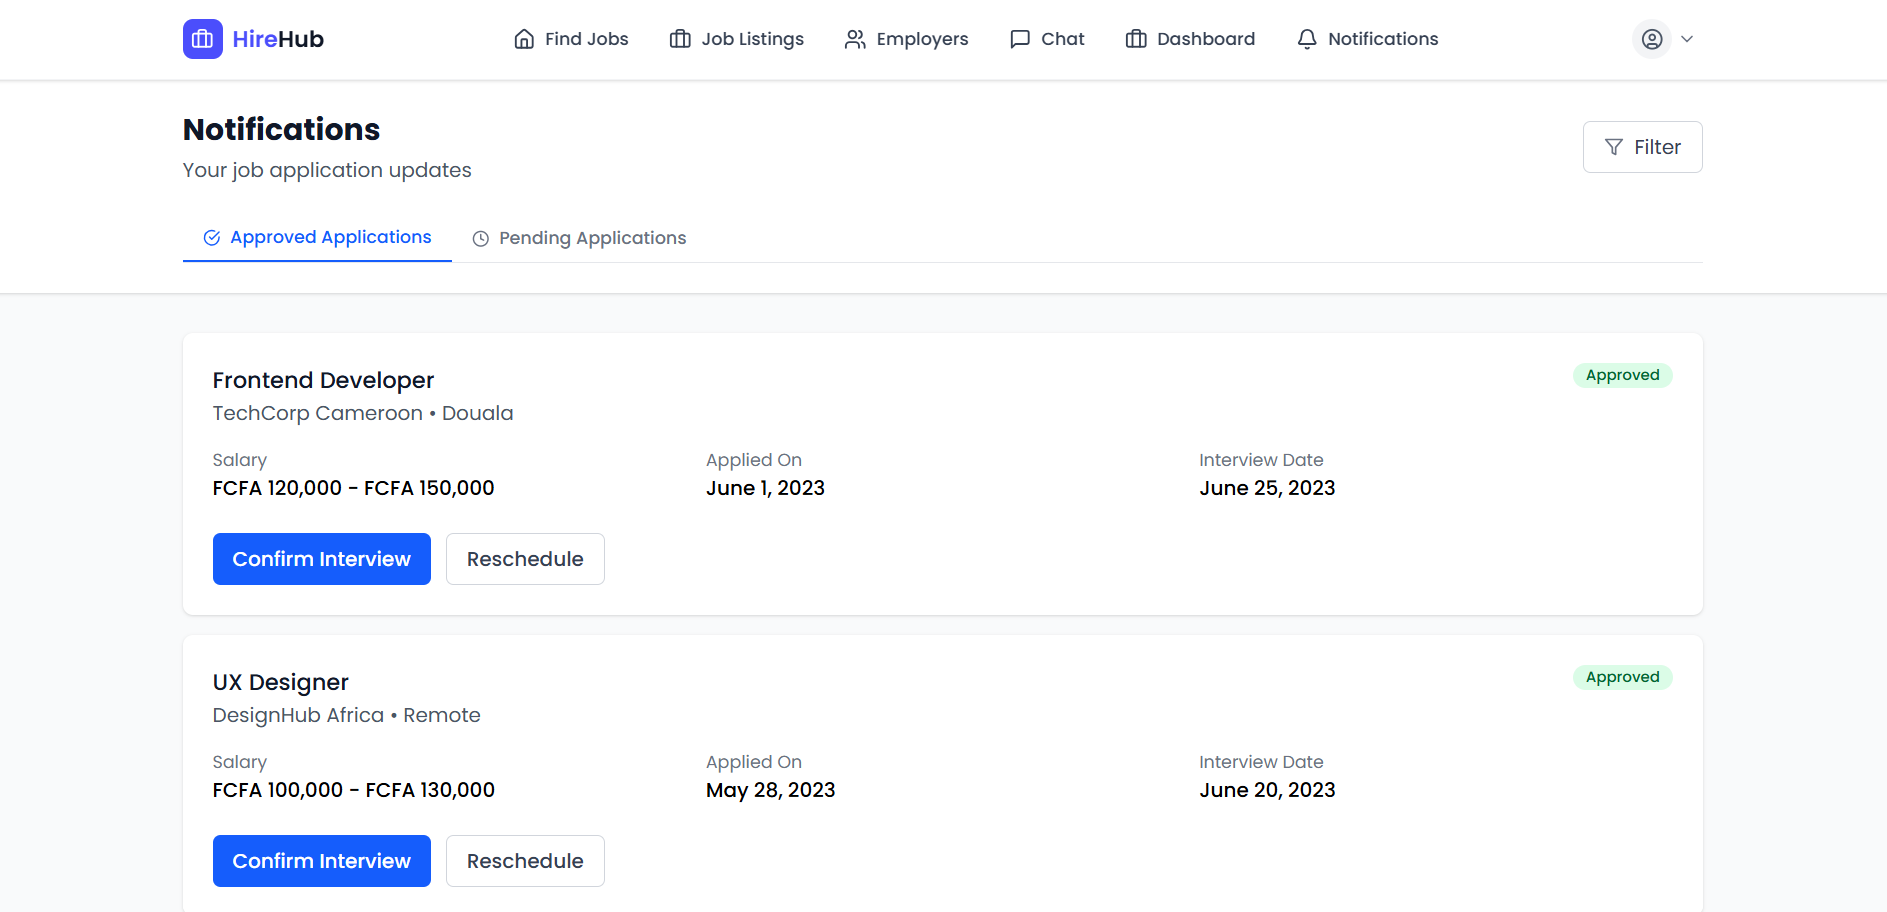 HireHub
Find Jobs
Job Listings
Employers
Chat
Dashboard
Notifications
Notifications
Your job application updates
Filter
Approved Applications
Pending Applications
Frontend Developer
Approved
TechCorp Cameroon • Douala
Salary
Applied On
Interview Date
FCFA 120,000 - FCFA 150,000
June 1, 2023
June 25, 2023
Confirm Interview
Reschedule
UX Designer
Approved
DesignHub Africa • Remote
Salary
Applied On
Interview Date
FCFA 100,000 - FCFA 130,000
May 28, 2023
June 20, 2023
Confirm Interview
Reschedule